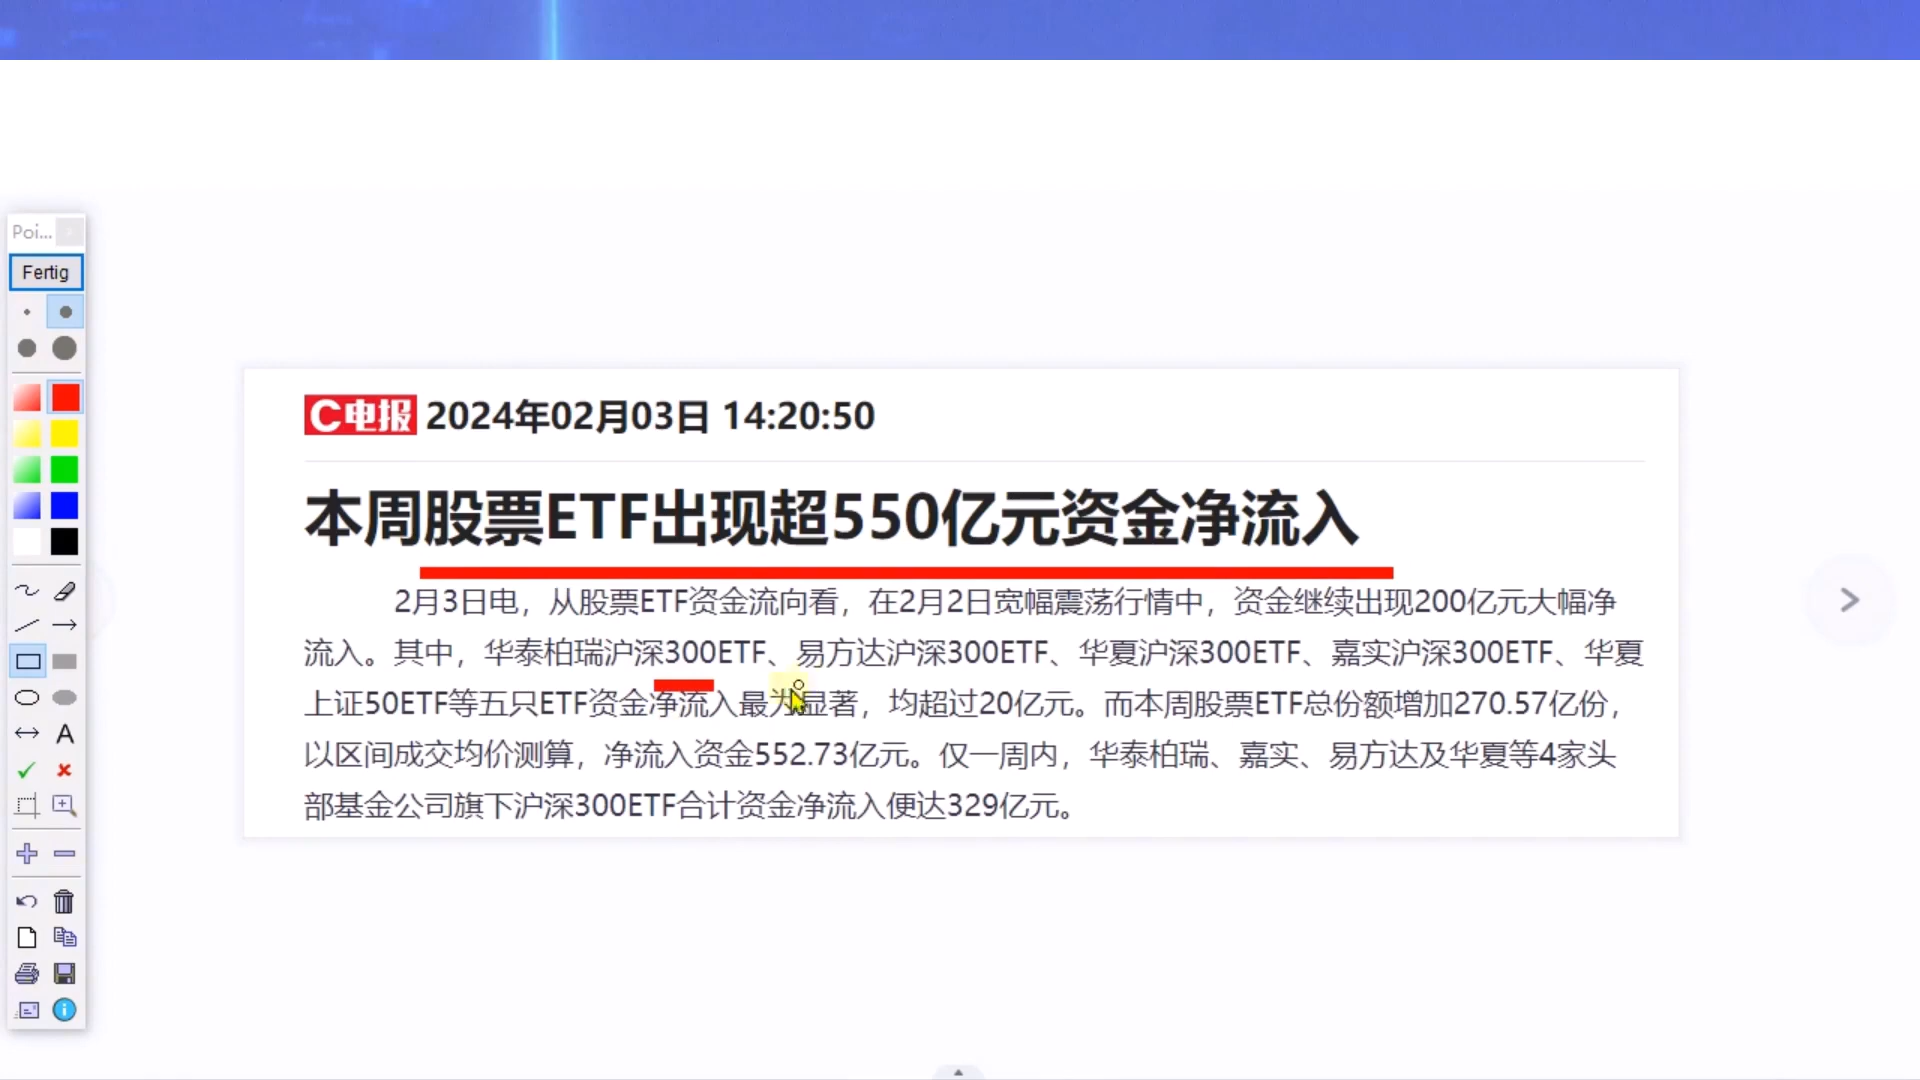 Poi...
Fertig
A
C电报 2024年02月03日 14:20:50
本周股票ETF出现超550亿元资金净流入
2月3日电，从股票ETF资金流向看，在2月2日宽幅震荡行情中，资金继续出现200亿元大幅净
流入。其中，华泰柏瑞沪深300ETF、易方达沪深300ETF、华夏沪深300ETF、嘉实沪深300ETF、华夏
上证50ETF等五只ETF资金净流入最为显著，均超过20亿元。而本周股票ETF总份额增加270.57亿份，
以区间成交均价测算，净流入资金552.73亿元。仅一周内，华泰柏瑞、嘉实、易方达及华夏等4家头
部基金公司旗下沪深300ETF合计资金净流入便达329亿元。